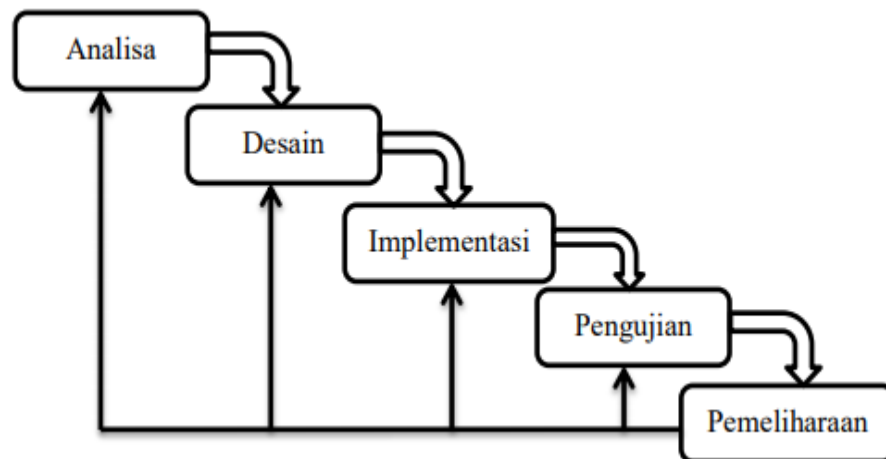 Analisa
Desain
Implementasi
Pengujian
Pemeliharaan